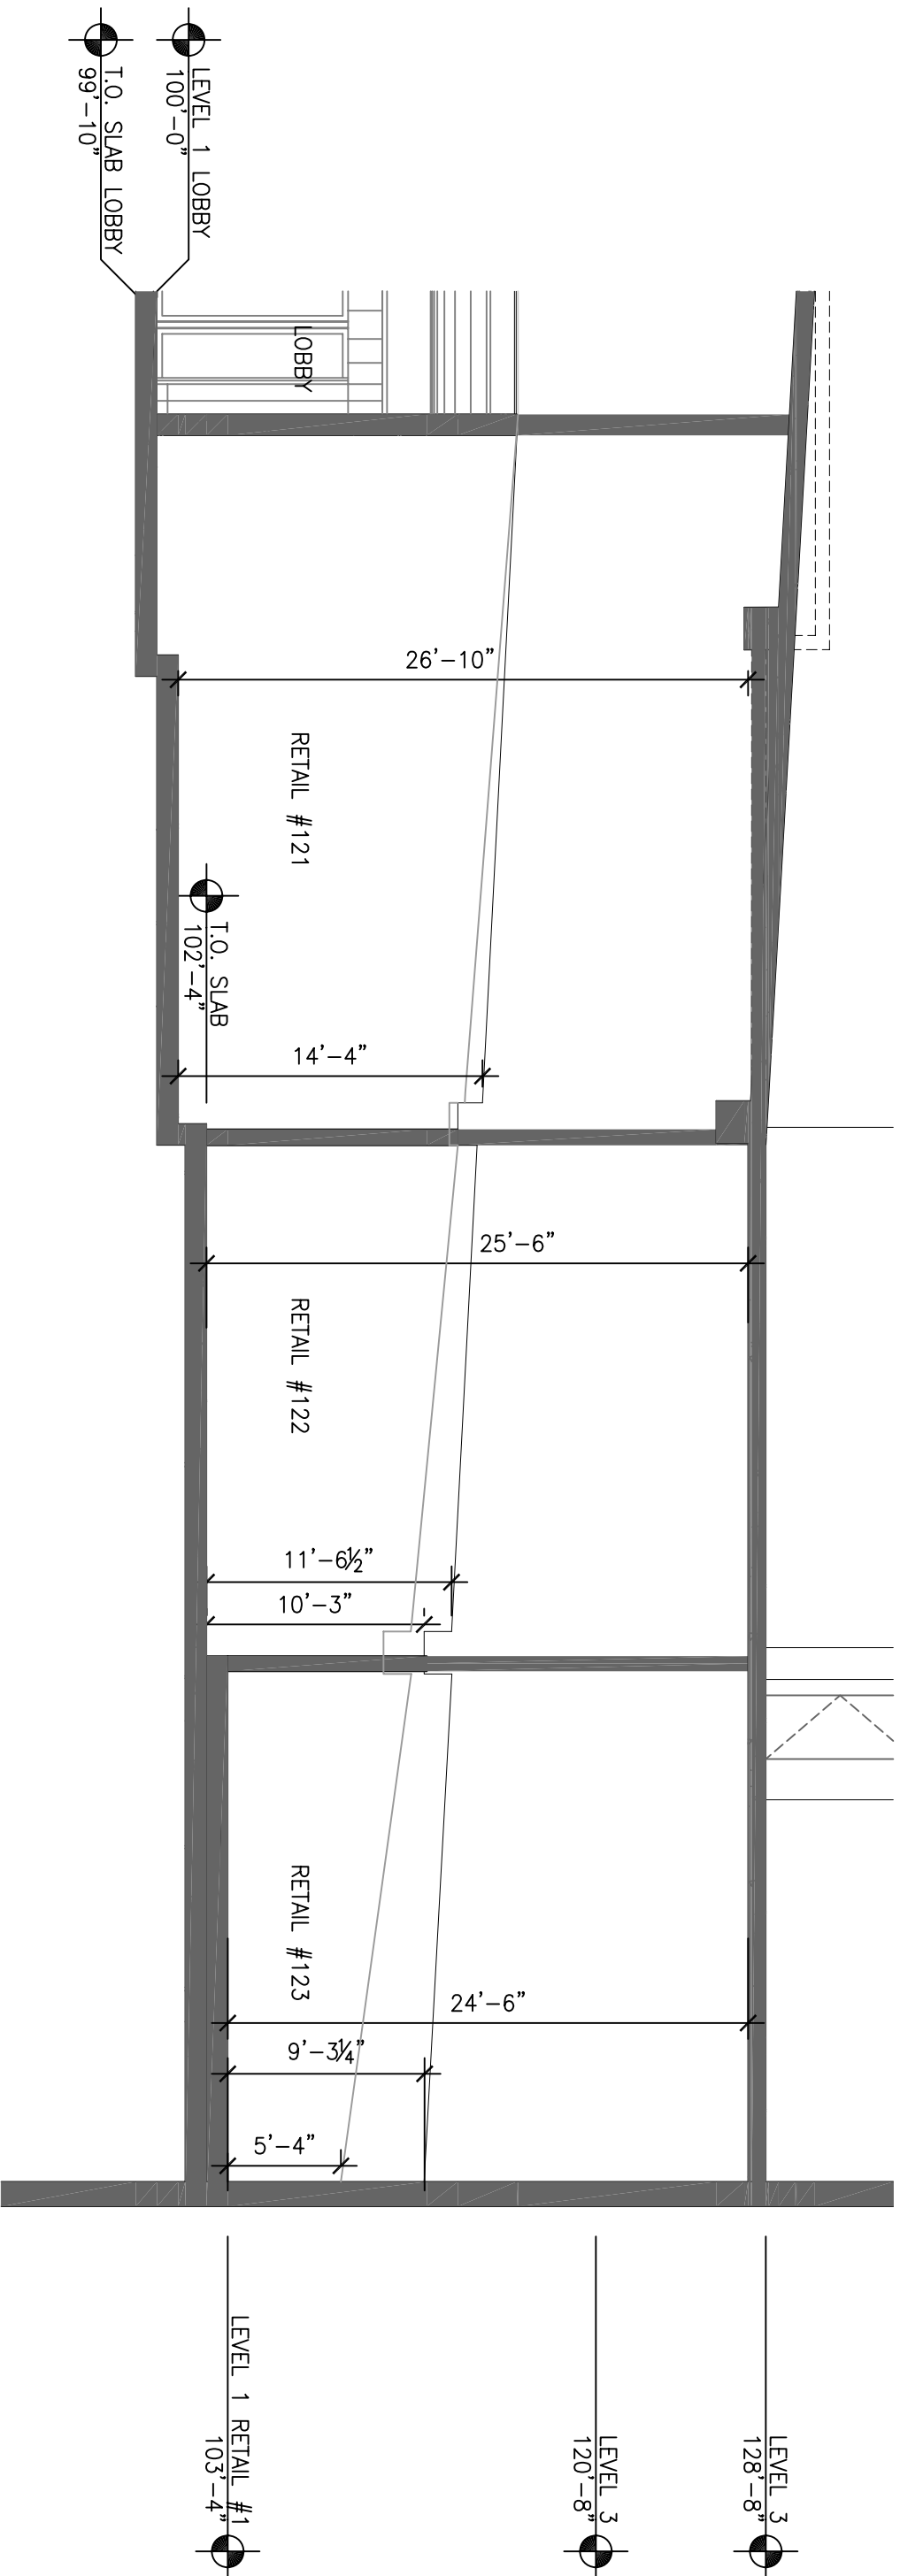 LEVEL 1 LOBBY
100'-0"
T.O. SLAB LOBBY
99'-10"
LOBBY
26'-10"
RETAIL #121
T.O. SLAB
102'-4"
14'-4"
25'-6"
RETAIL #122
11'-6½"
10'-3"
RETAIL #123
24'-6"
9'-3¼"
5'-4"
LEVEL 3
128'-8"
LEVEL 3
120'-8"
LEVEL 1 RETAIL #1
103'-4"